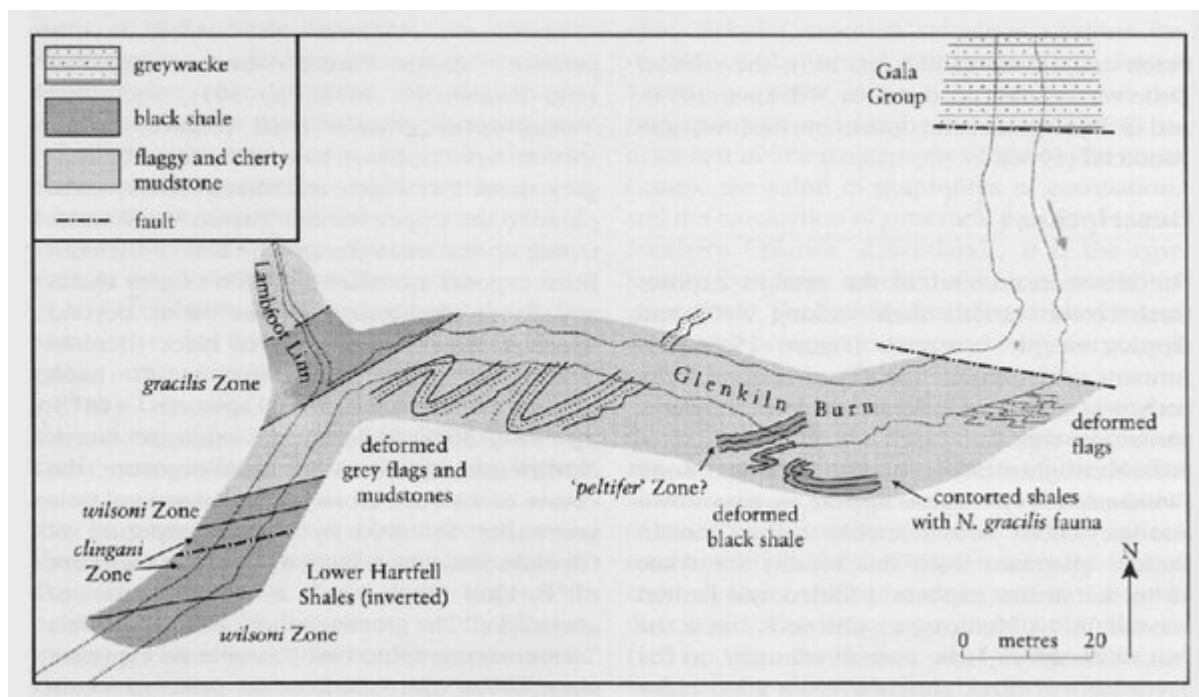 greywacke
black shale
flaggy and cherty
mudstone
fault
Gala
Group
armfoot Linn
gracilis Zone
Glenkiln Burn
deformed
grey flags and
mudstones
'peltifer' Zone?
deformed
black shale
deformed
flags
contorted shales
with N. gracilis fauna
wilsoni Zone
clingani
Zone
Lower Hartfell
Shales (inverted)
wilsoni Zone
N
0 metres 20